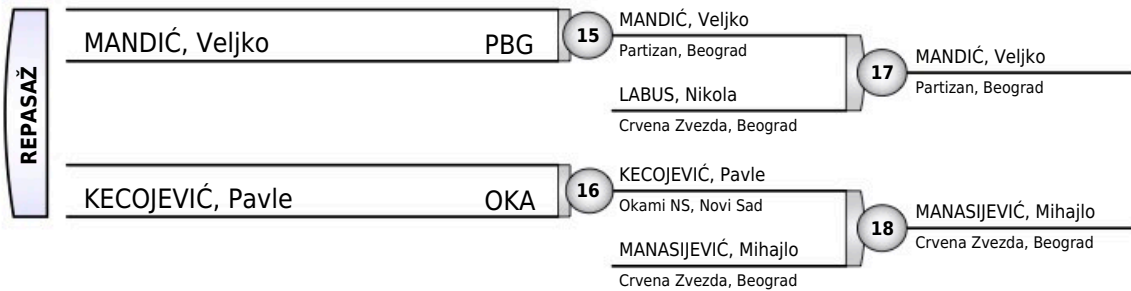 REPASAŽ
MANDIĆ, Veljko PBG
15
MANDIĆ, Veljko
Partizan, Beograd
LABUS, Nikola
Crvena Zvezda, Beograd
17
MANDIĆ, Veljko
Partizan, Beograd
KECOJEVIĆ, Pavle OKA
16
KECOJEVIĆ, Pavle
Okami NS, Novi Sad
MANASIJEVIĆ, Mihajlo
Crvena Zvezda, Beograd
18
MANASIJEVIĆ, Mihajlo
Crvena Zvezda, Beograd